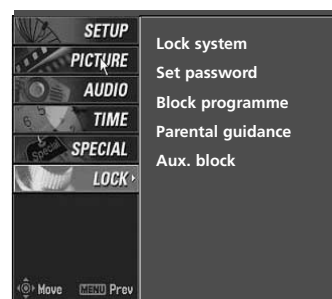 SETUP
PICTURE
AUDIO
TIME
SPECIAL
LOCK
Move MENU Prev
Lock system
Set password
Block programme
Parental guidance
Aux. block